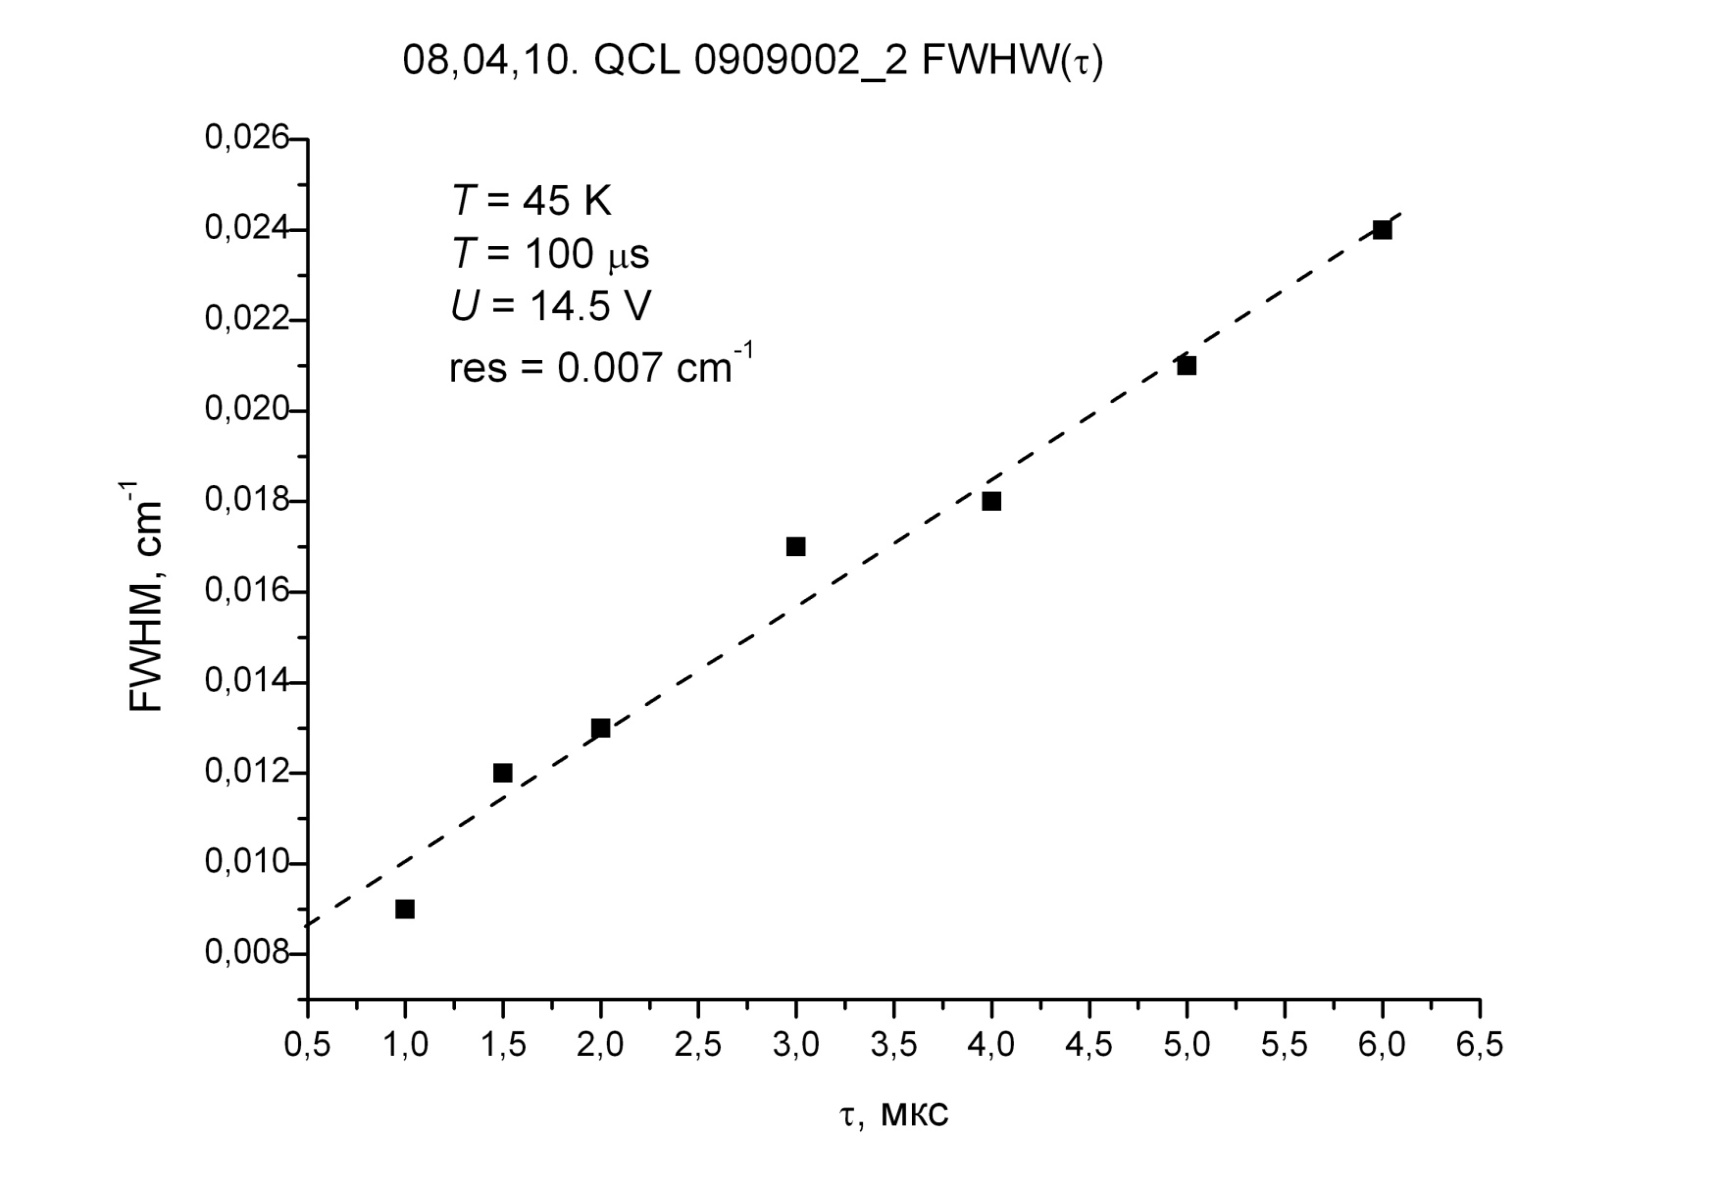 08,04,10. QCL 0909002_2 FWHW(τ)
0,026
0,024
0,022
0,020
0,018
0,016
0,014
0,012
0,010
0,008
T = 45 K
T = 100 μs
U = 14.5 V
res = 0.007 cm⁻¹
FWHM, cm⁻¹
0,5 1,0 1,5 2,0 2,5 3,0 3,5 4,0 4,5 5,0 5,5 6,0 6,5
τ, мкс